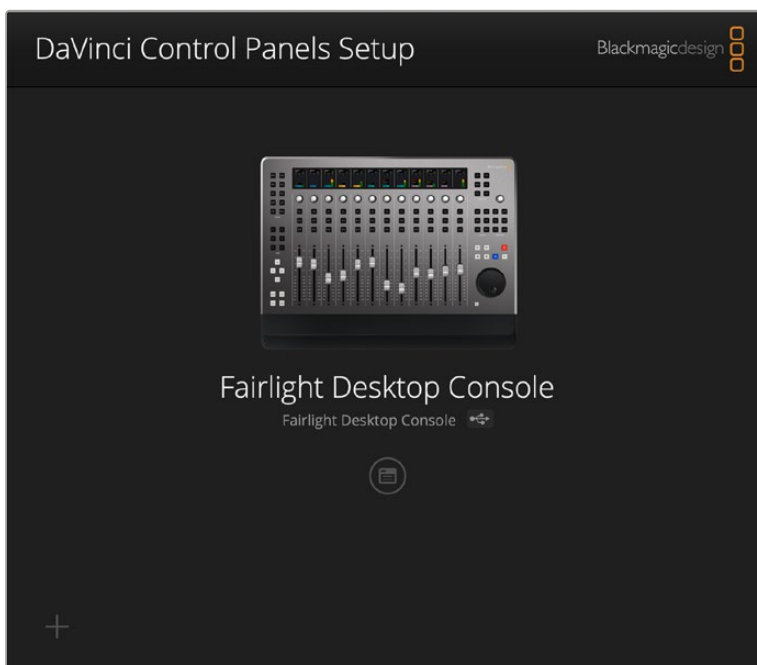 DaVinci Control Panels Setup
Blackmagicdesign
Fairlight Desktop Console
Fairlight Desktop Console